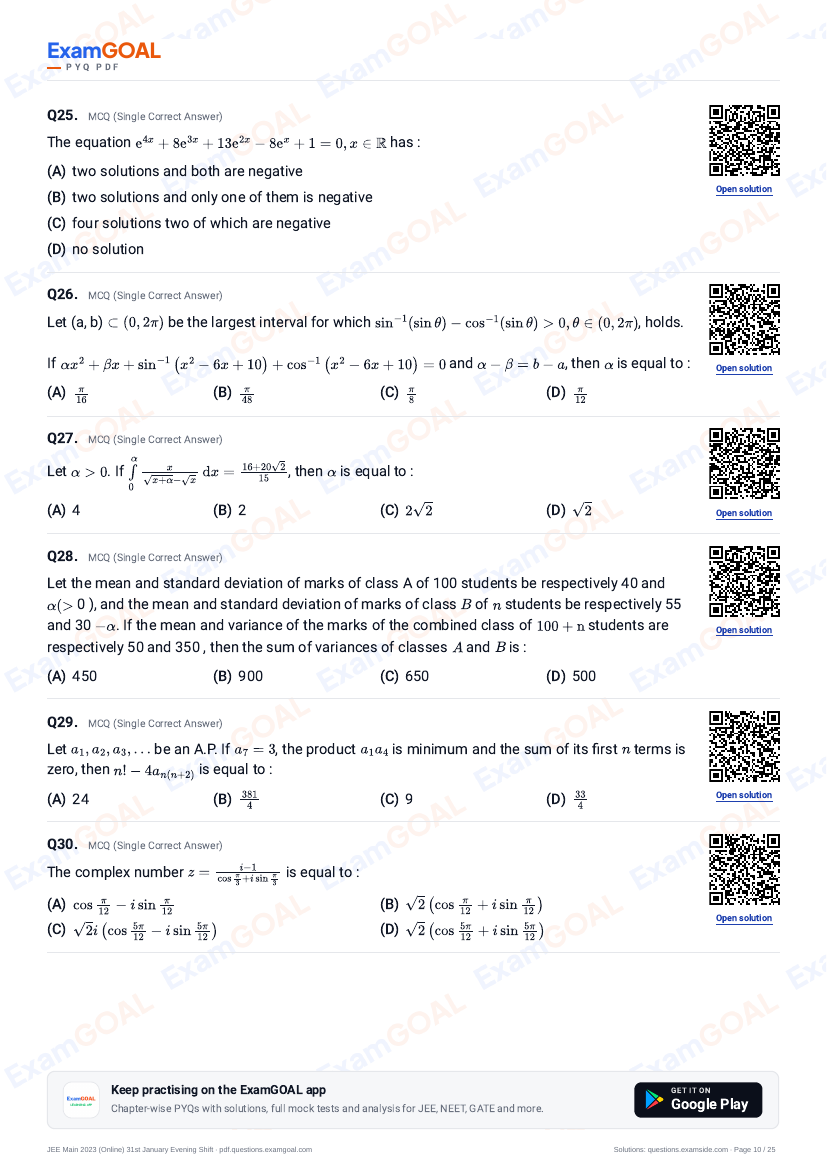 ExamGOAL
PYQ PDF
Q25. MCQ (Single Correct Answer)
The equation e^{4x} + 8e^{3x} + 13e^{2x} − 8e^x + 1 = 0, x ∈ ℝ has :
(A) two solutions and both are negative
(B) two solutions and only one of them is negative
(C) four solutions two of which are negative
(D) no solution
Open solution
Q26. MCQ (Single Correct Answer)
Let (a, b) ⊂ (0, 2π) be the largest interval for which sin^{−1}(sin θ) − cos^{−1}(sin θ) > 0, θ ∈ (0, 2π), holds.
If αx² + βx + sin^{−1} (x² − 6x + 10) + cos^{−1} (x² − 6x + 10) = 0 and α − β = b − a, then α is equal to :
(A) π/16 (B) π/48 (C) π/8 (D) π/12
Open solution
Q27. MCQ (Single Correct Answer)
Let α > 0. If ∫_0^α x/(√(x+α)−√x) dx = (16+20√2)/15, then α is equal to :
(A) 4 (B) 2 (C) 2√2 (D) √2
Open solution
Q28. MCQ (Single Correct Answer)
Let the mean and standard deviation of marks of class A of 100 students be respectively 40 and
α(> 0 ), and the mean and standard deviation of marks of class B of n students be respectively 55
and 30 −α. If the mean and variance of the marks of the combined class of 100 + n students are
respectively 50 and 350 , then the sum of variances of classes A and B is :
(A) 450 (B) 900 (C) 650 (D) 500
Open solution
Q29. MCQ (Single Correct Answer)
Let a₁, a₂, a₃, … be an A.P. If a₇ = 3, the product a₁a₄ is minimum and the sum of its first n terms is
zero, then n! − 4a_{n(n+2)} is equal to :
(A) 24 (B) 381/4 (C) 9 (D) 33/4
Open solution
Q30. MCQ (Single Correct Answer)
The complex number z = (i−1)/(cos π/3 + i sin π/3) is equal to :
(A) cos π/12 − i sin π/12 (B) √2 (cos π/12 + i sin π/12)
(C) √2i (cos 5π/12 − i sin 5π/12) (D) √2 (cos 5π/12 + i sin 5π/12)
Open solution
Keep practising on the ExamGOAL app
Chapter-wise PYQs with solutions, full mock tests and analysis for JEE, NEET, GATE and more.
GET IT ON
Google Play
JEE Main 2023 (Online) 31st January Evening Shift · pdf.questions.examgoal.com
Solutions: questions.examside.com · Page 10 / 25